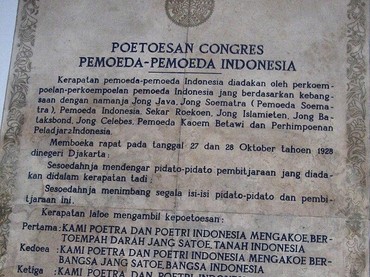 POETOESAN CONGRES
PEMOEDA-PEMOEDA INDONESIA
Kerapatan pemoeda-pemoeda Indonesia diadakan oleh perkoem-
poelan-perkoempoelan pemoeda Indonesia jang berdasarkan kebang-
saan dengan namanja Jong Java, Jong Soematra (Pemoeda Soema-
tra), Pemoeda Indonesia, Sekar Roekoen, Jong Islamieten, Jong Ba-
taksbond, Jong Celebes, Pemoeda Kaoem Betawi dan Perhimpoenan
Peladjar2Indonesia.
Memboeka rapat pada tanggal 27 dan 28 Oktober tahoen 1928
dinegeri Djakarta;
Sesoedahnja mendengar pidato-pidato pembitjaraan jang diada-
kan didalam kerapatan tadi;
Sesoedahnja menimbang segala isi-isi pidato-pidato dan pembi-
tjaraan ini.
Kerapatan laloe mengambil kepoetoesan:
Pertama: KAMI POETRA DAN POETRI INDONESIA MENGAKOE BER-
TOEMPAH DARAH JANG SATOE, TANAH INDONESIA
Kedoea: KAMI POETRA DAN POETRI INDONESIA MENGAKOE BER-
BANGSA JANG SATOE, BANGSA INDONESIA
Ketiga: KAMI POETRA DAN POETRI INDONESIA